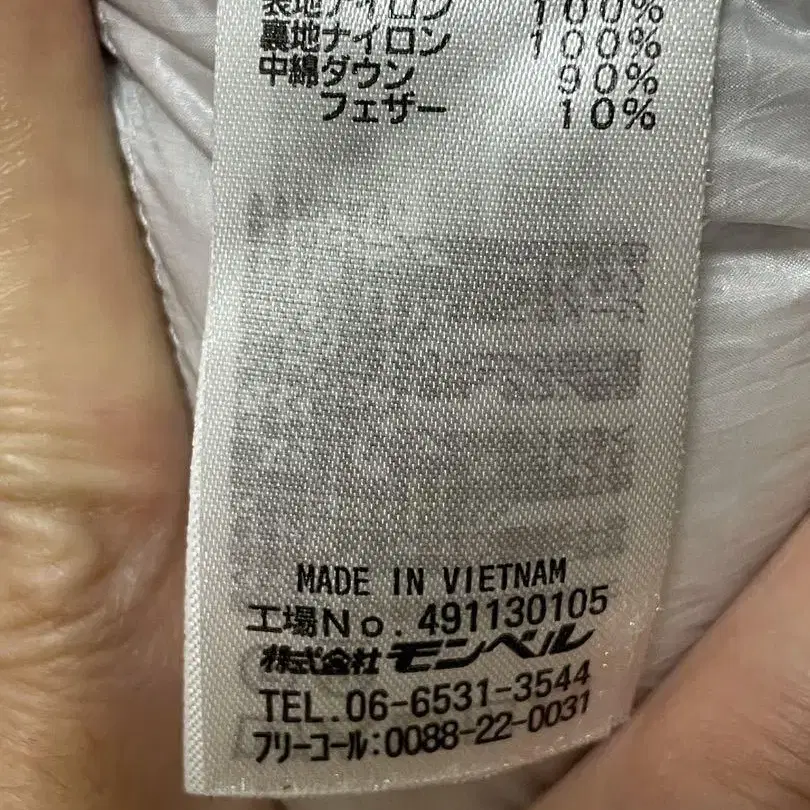 表地ナイロン 100%
裏地ナイロン 100%
中綿ダウン 90%
フェザー 10%
MADE IN VIETNAM
工場No.491130105
株式会社モンベル
TEL.06-6531-3544
フリーコール:0088-22-0031